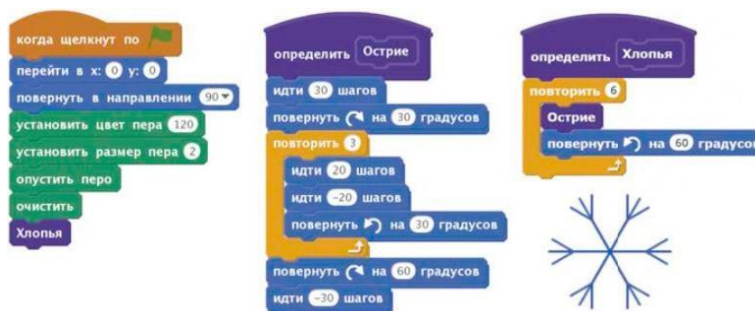 когда щелкнут по
перейти в x: 0 y: 0
повернуть в направлении 90
установить цвет пера 120
установить размер пера 2
опустить перо
очистить
Хлопья
определить Острие
идти 30 шагов
повернуть на 30 градусов
повторить 3
идти 20 шагов
идти -20 шагов
повернуть на 30 градусов
повернуть на 60 градусов
идти -30 шагов
определить Хлопья
повторить 6
Острие
повернуть на 60 градусов